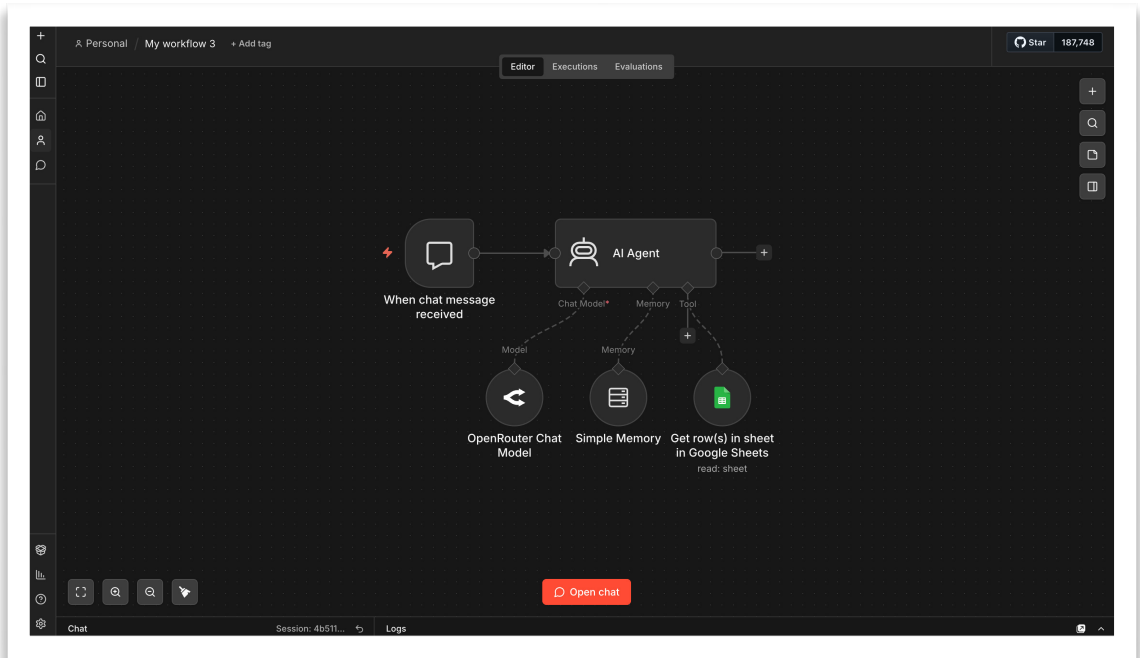 Personal / My workflow 3 + Add tag
Star 187,748
Editor Executions Evaluations
AI Agent
When chat message
received
Chat Model* Memory Tool
Model Memory
OpenRouter Chat
Model
Simple Memory
Get row(s) in sheet
in Google Sheets
read: sheet
Open chat
Chat Session: 4b511... Logs